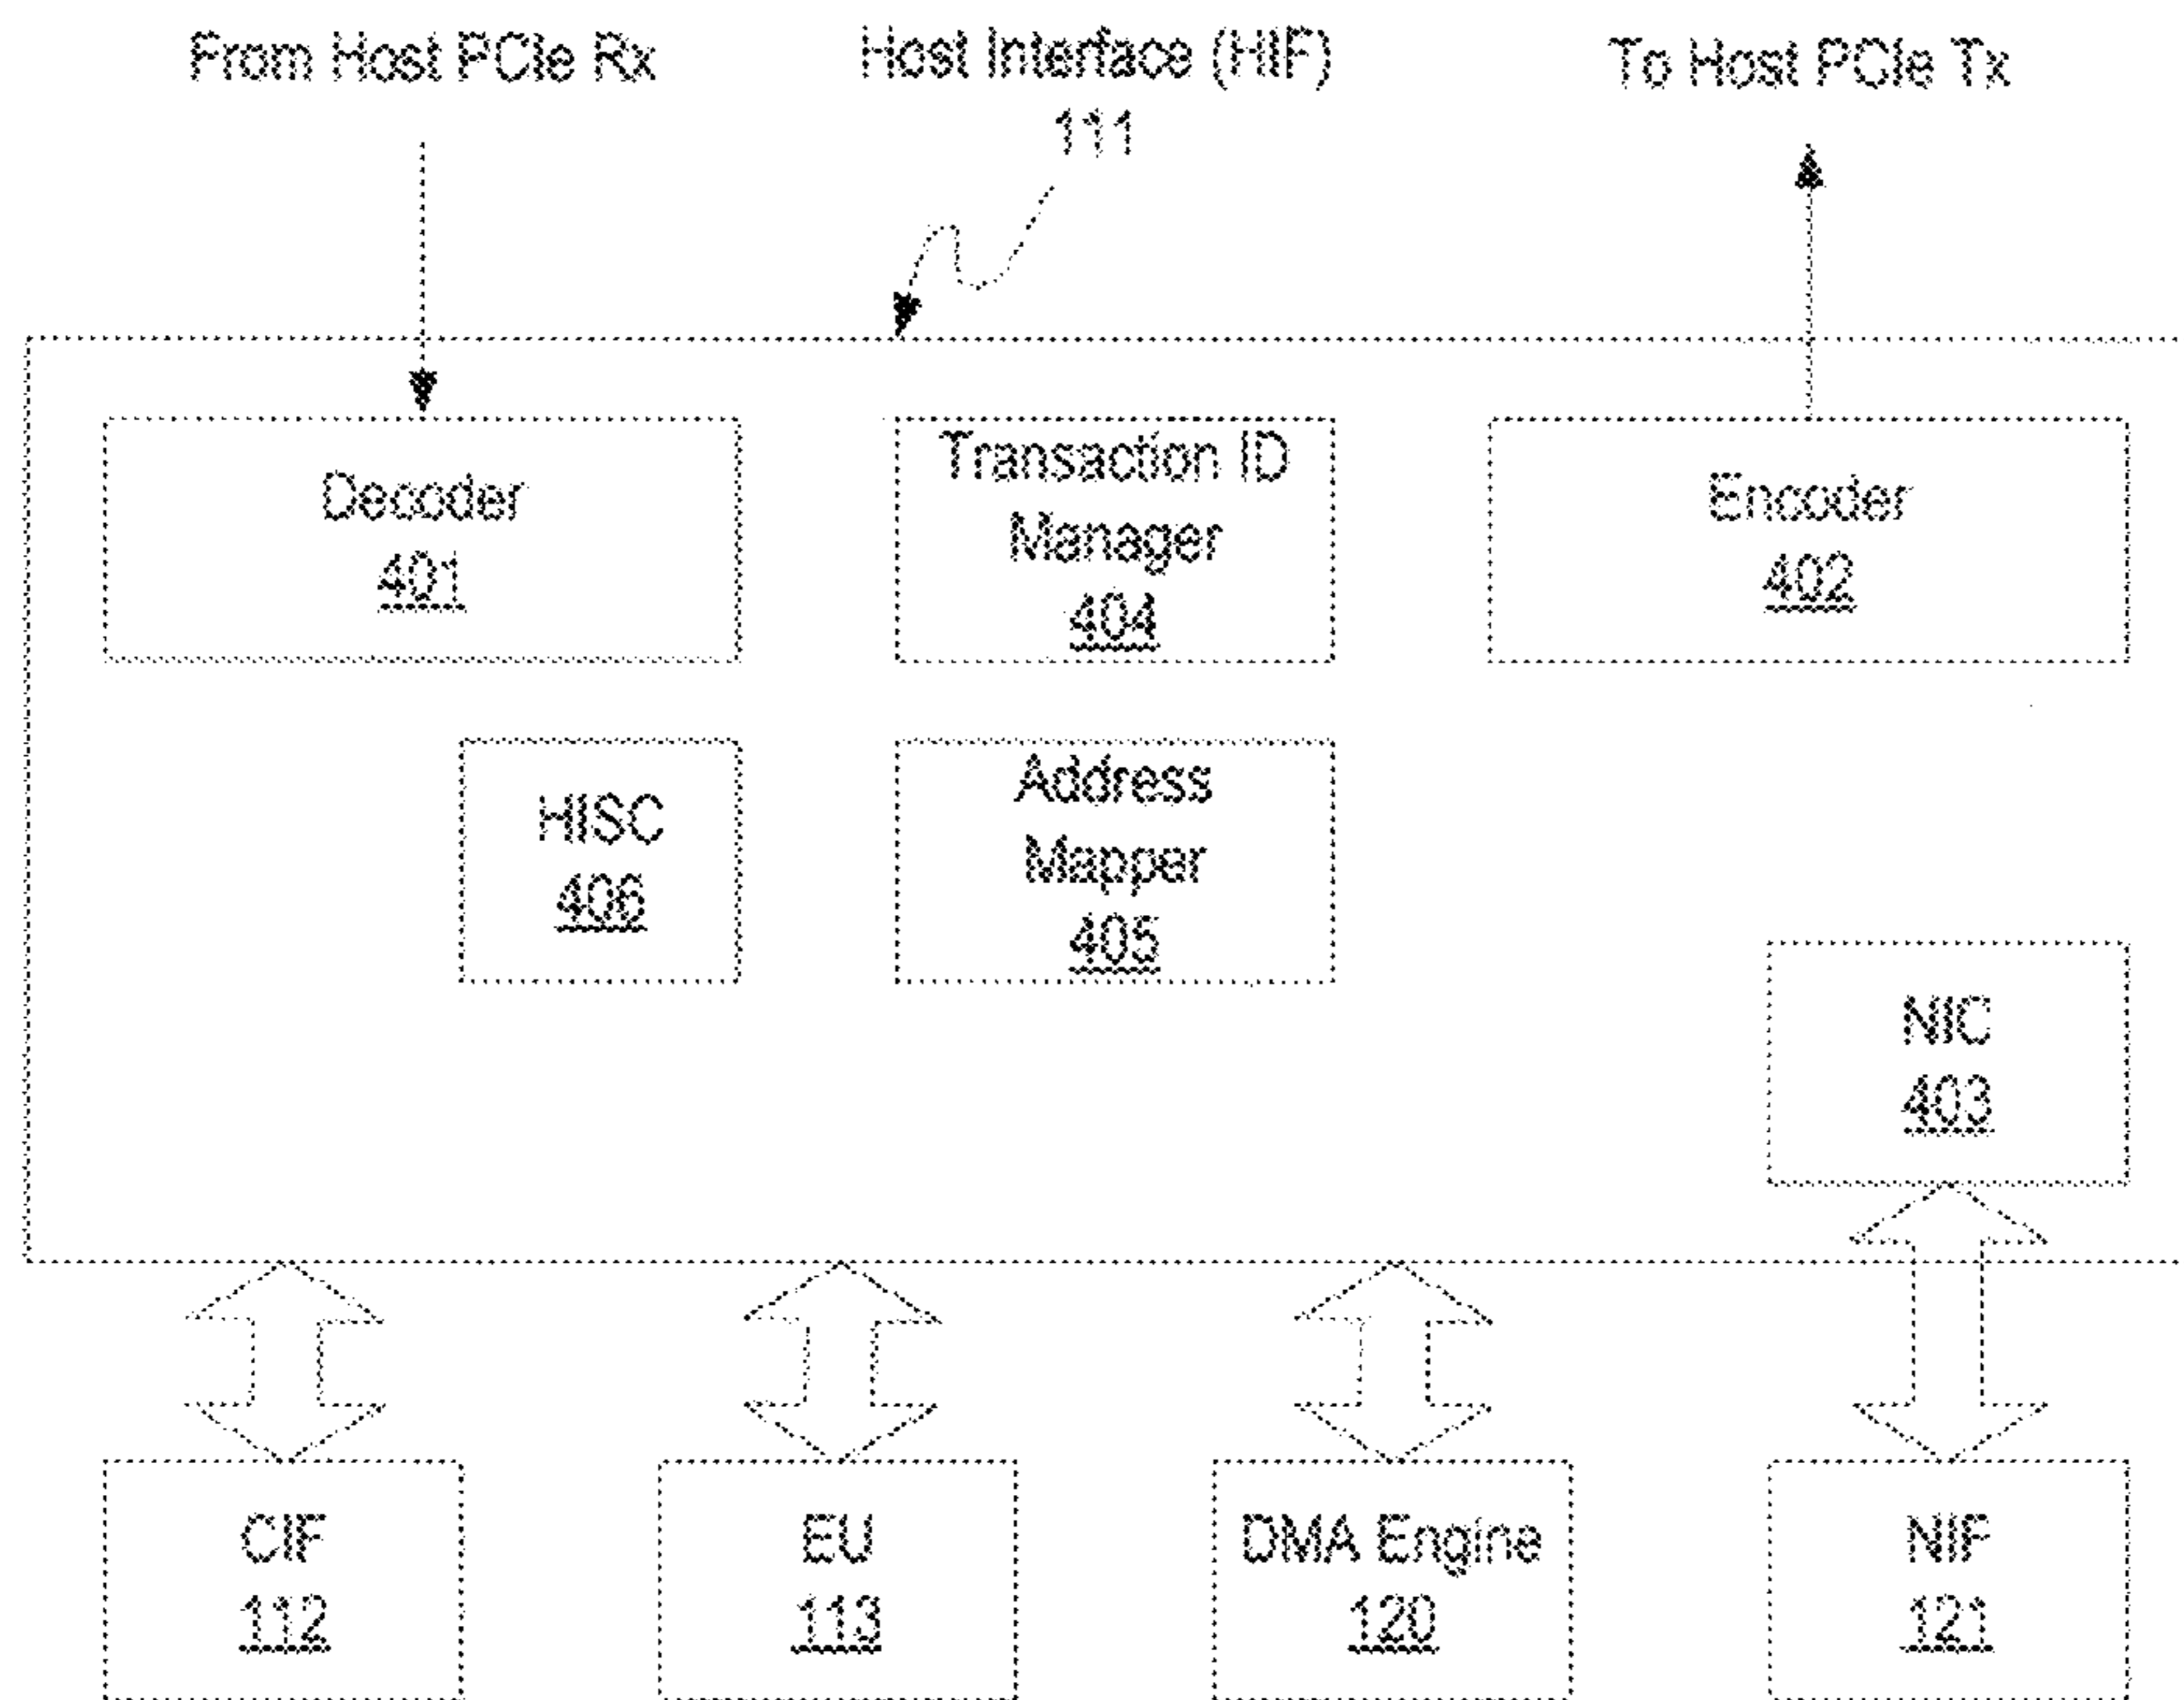 From Host PCIe Rx
Host Interface (HIF)
111
To Host PCIe Tx
Decoder
401
Transaction ID
Manager
404
Encoder
402
HISC
406
Address
Mapper
405
NIC
403
CIF
112
EU
113
DMA Engine
120
NIF
121